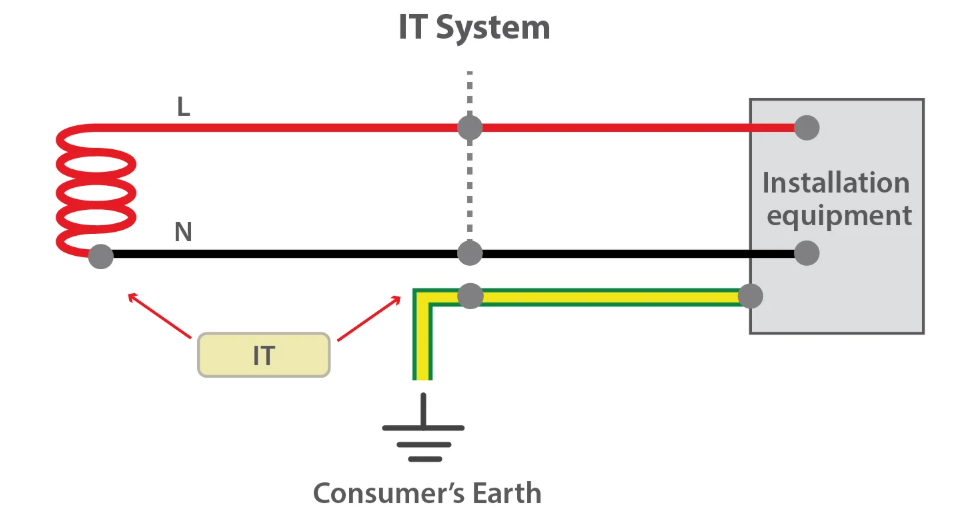 IT System
L
N
Installation
equipment
IT
Consumer's Earth